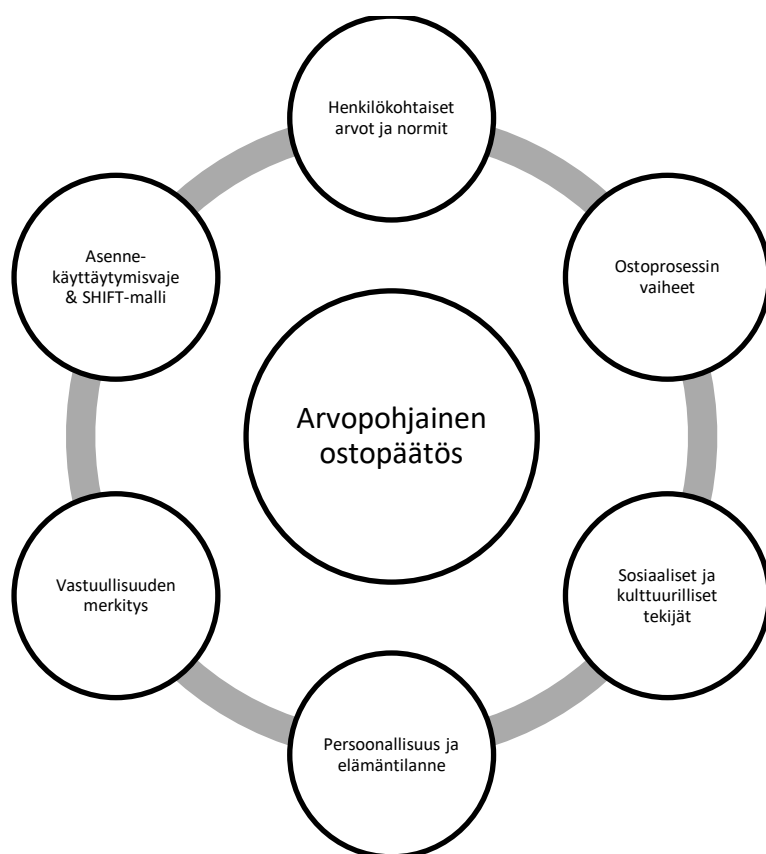 Henkilökohtaiset
arvot ja normit
Asenne-
käyttäytymisvaje
& SHIFT-malli
Ostoprosessin
vaiheet
Arvopohjainen
ostopäätös
Vastuullisuuden
merkitys
Sosiaaliset ja
kulttuurilliset
tekijät
Persoonallisuus ja
elämäntilanne